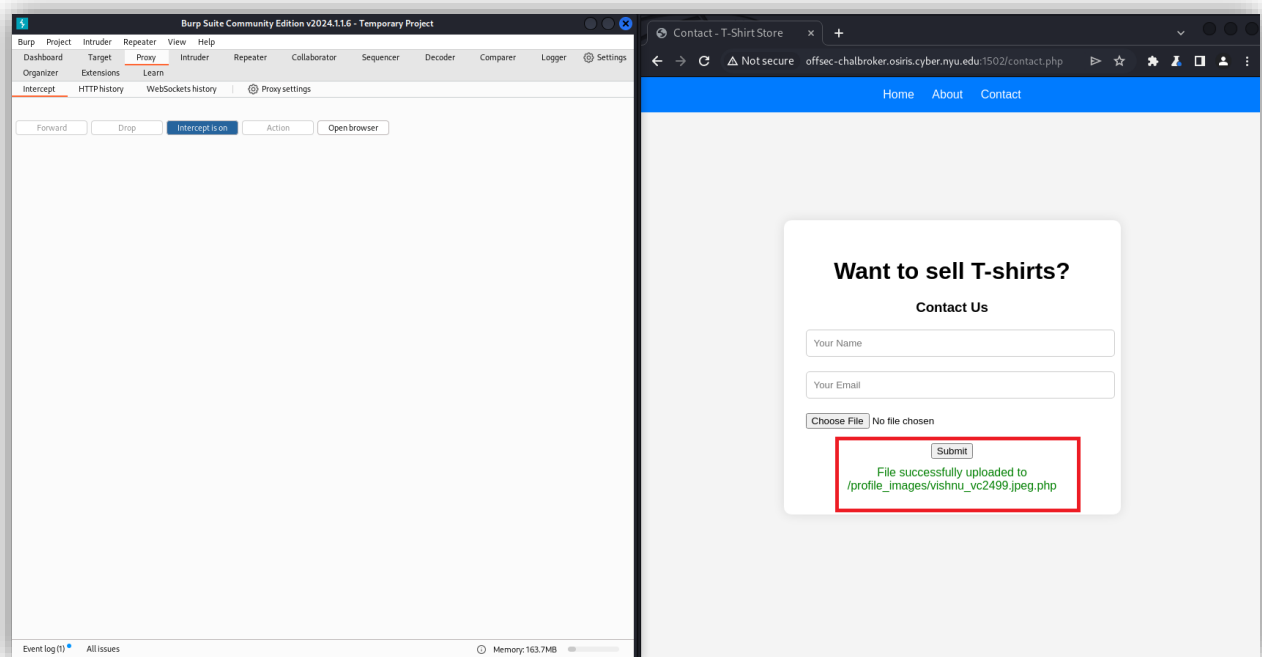 Burp Suite Community Edition v2024.1.1.6 - Temporary Project
Burp Project Intruder Repeater View Help
Dashboard Target Proxy Intruder Repeater Collaborator Sequencer Decoder Comparer Logger Settings
Organizer Extensions Learn
Intercept HTTP history WebSockets history Proxy settings
Forward Drop Intercept is on Action Open browser
Event log (1) All issues Memory: 163.7MB
Contact - T-Shirt Store
Not secure offsec-chalbroker.osiris.cyber.nyu.edu:1502/contact.php
Home About Contact
Want to sell T-shirts?
Contact Us
Your Name
Your Email
Choose File No file chosen
Submit
File successfully uploaded to
/profile_images/vishnu_vc2499.jpeg.php